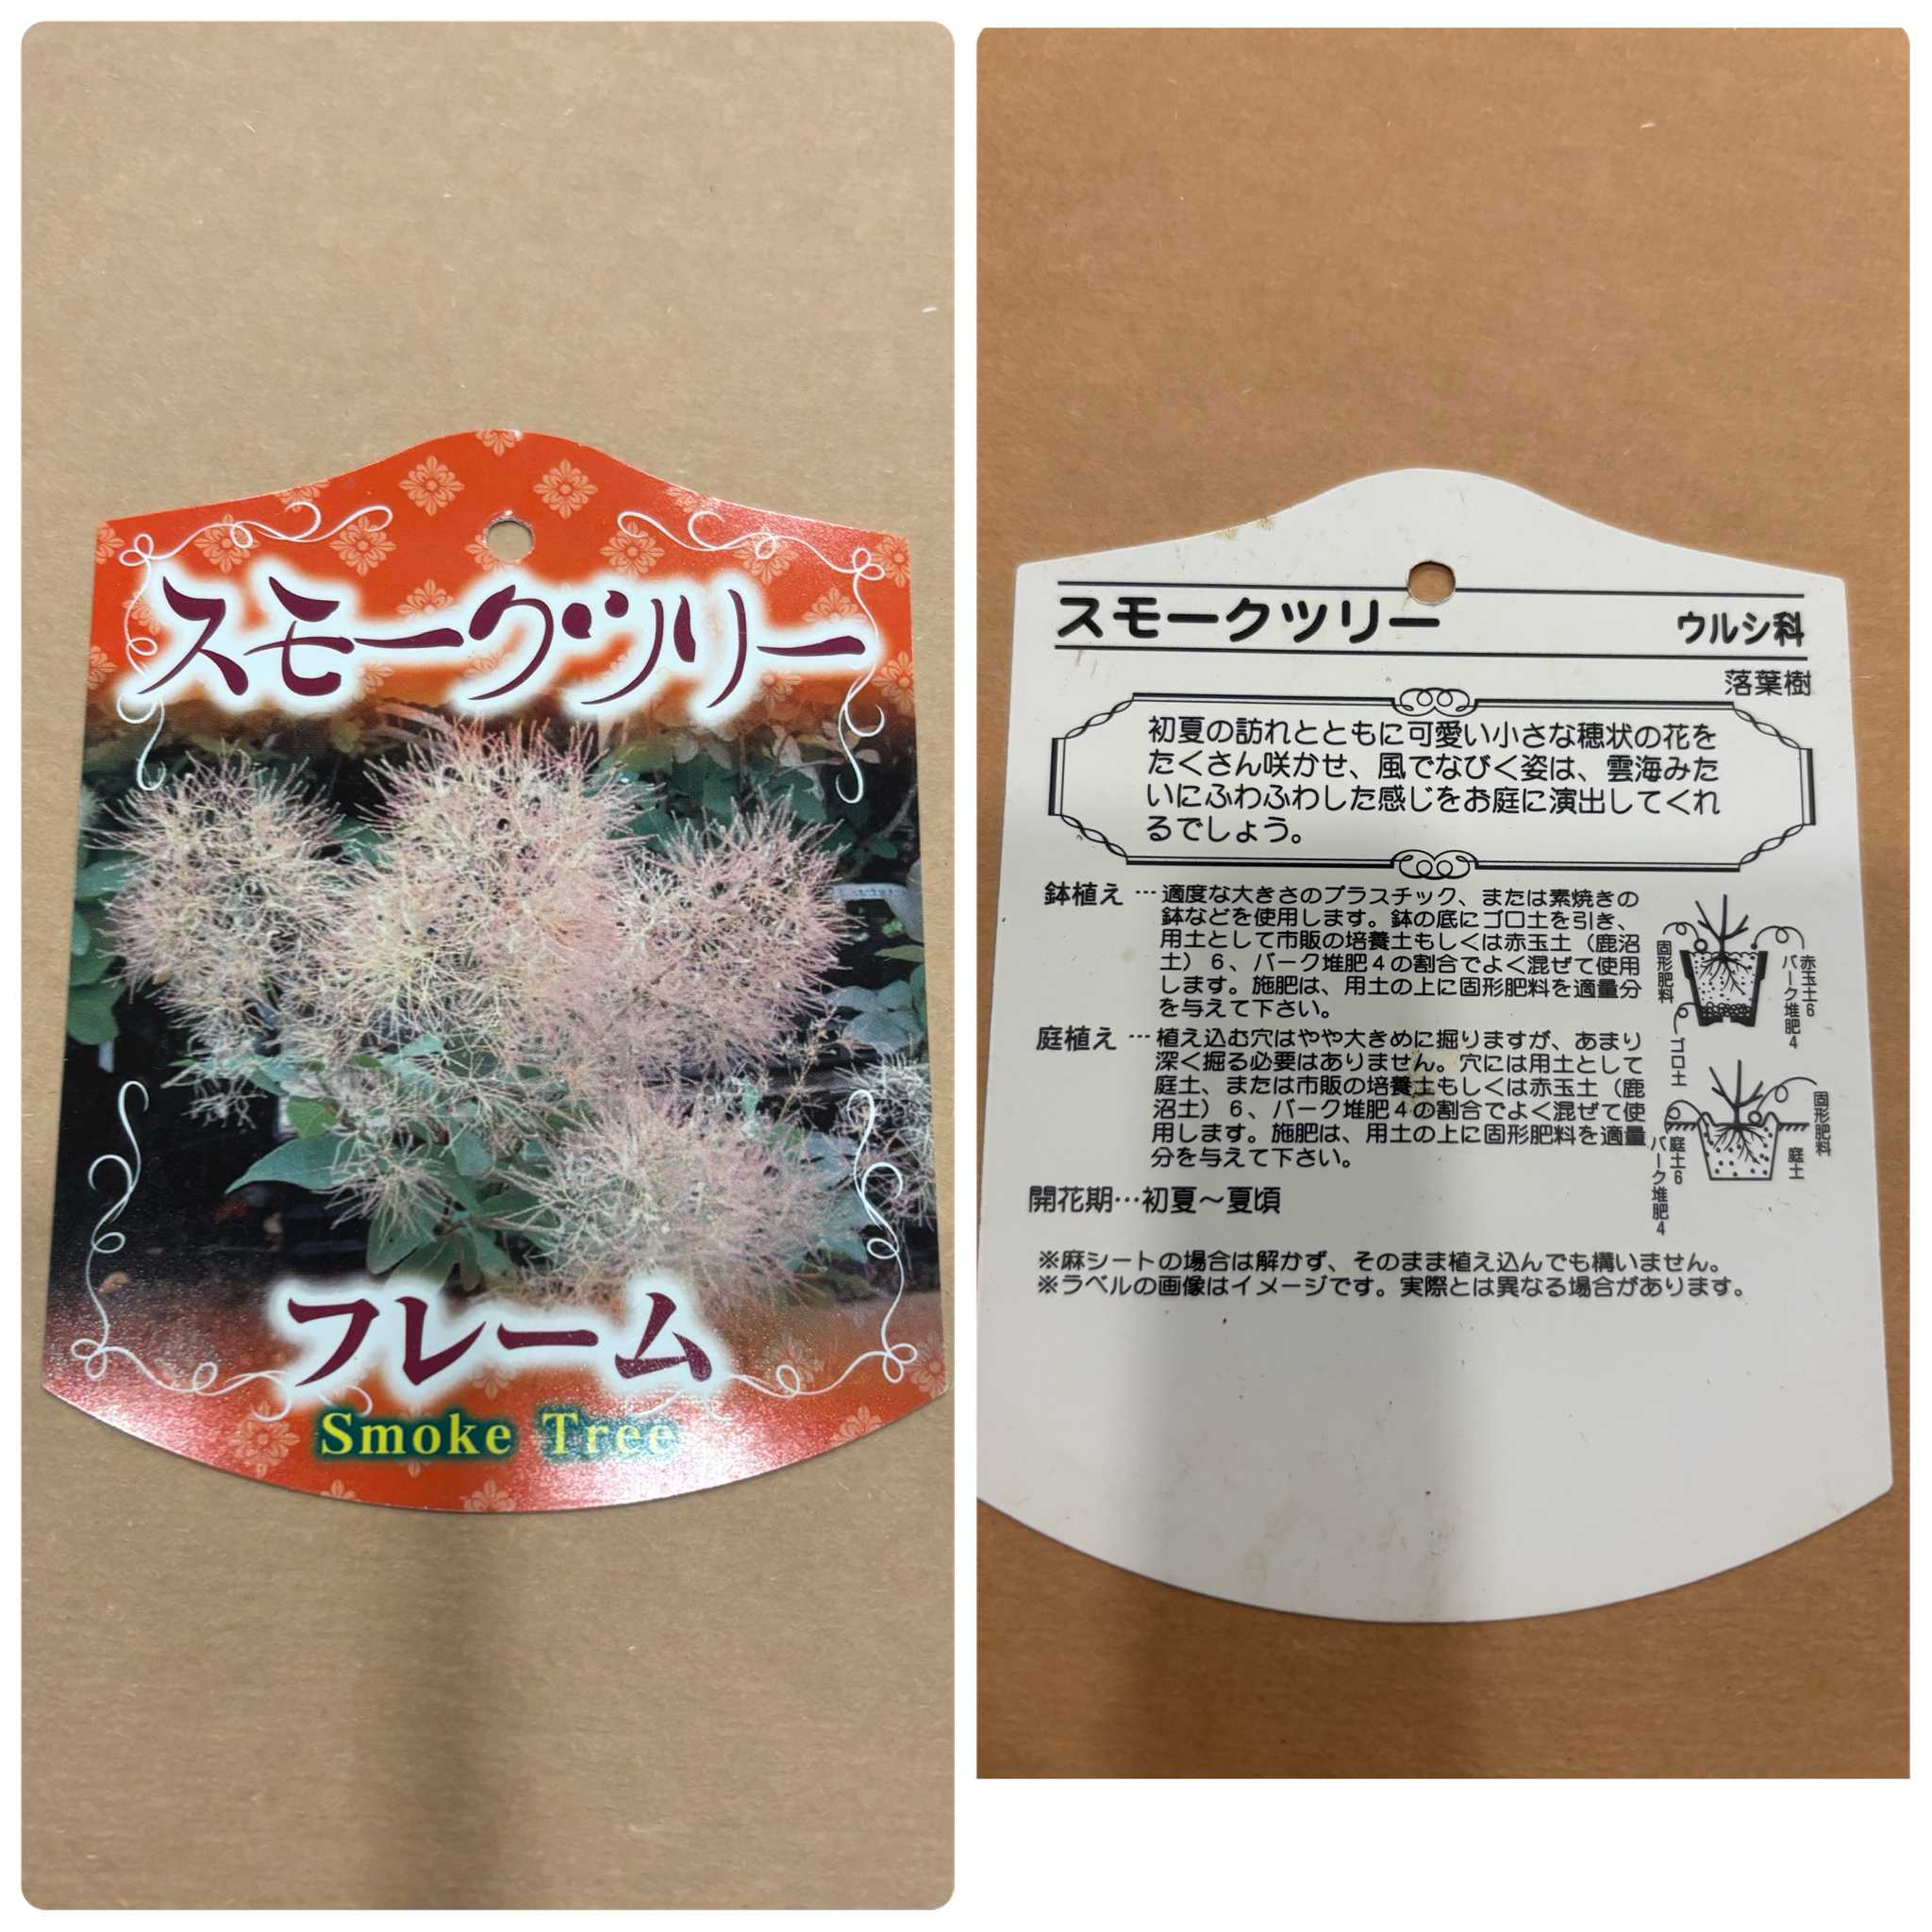 スモークツリー
フレーム
Smoke Tree
スモークツリー ウルシ科
落葉樹
初夏の訪れとともに可愛い小さな穂状の花を
たくさん咲かせ、風でなびく姿は、雲海みた
いにふわふわした感じをお庭に演出してくれ
るでしょう。
鉢植え…適度な大きさのプラスチック、または素焼きの
鉢などを使用します。鉢の底にゴロ土を引き、
用土として市販の培養土もしくは赤玉土（鹿沼
土）６、バーク堆肥４の割合でよく混ぜて使用
します。施肥は、用土の上に固形肥料を適量分
を与えて下さい。
固形肥料
赤玉土6
バーク堆肥4
ゴロ土
庭植え…植え込む穴はやや大きめに掘りますが、あまり
深く掘る必要はありません。穴には用土として
庭土、または市販の培養土もしくは赤玉土（鹿
沼土）６、バーク堆肥４の割合でよく混ぜて使
用します。施肥は、用土の上に固形肥料を適量
分を与えて下さい。
固形肥料
庭土
庭土6
バーク堆肥4
開花期…初夏～夏頃
※麻シートの場合は解かず、そのまま植え込んでも構いません。
※ラベルの画像はイメージです。実際とは異なる場合があります。